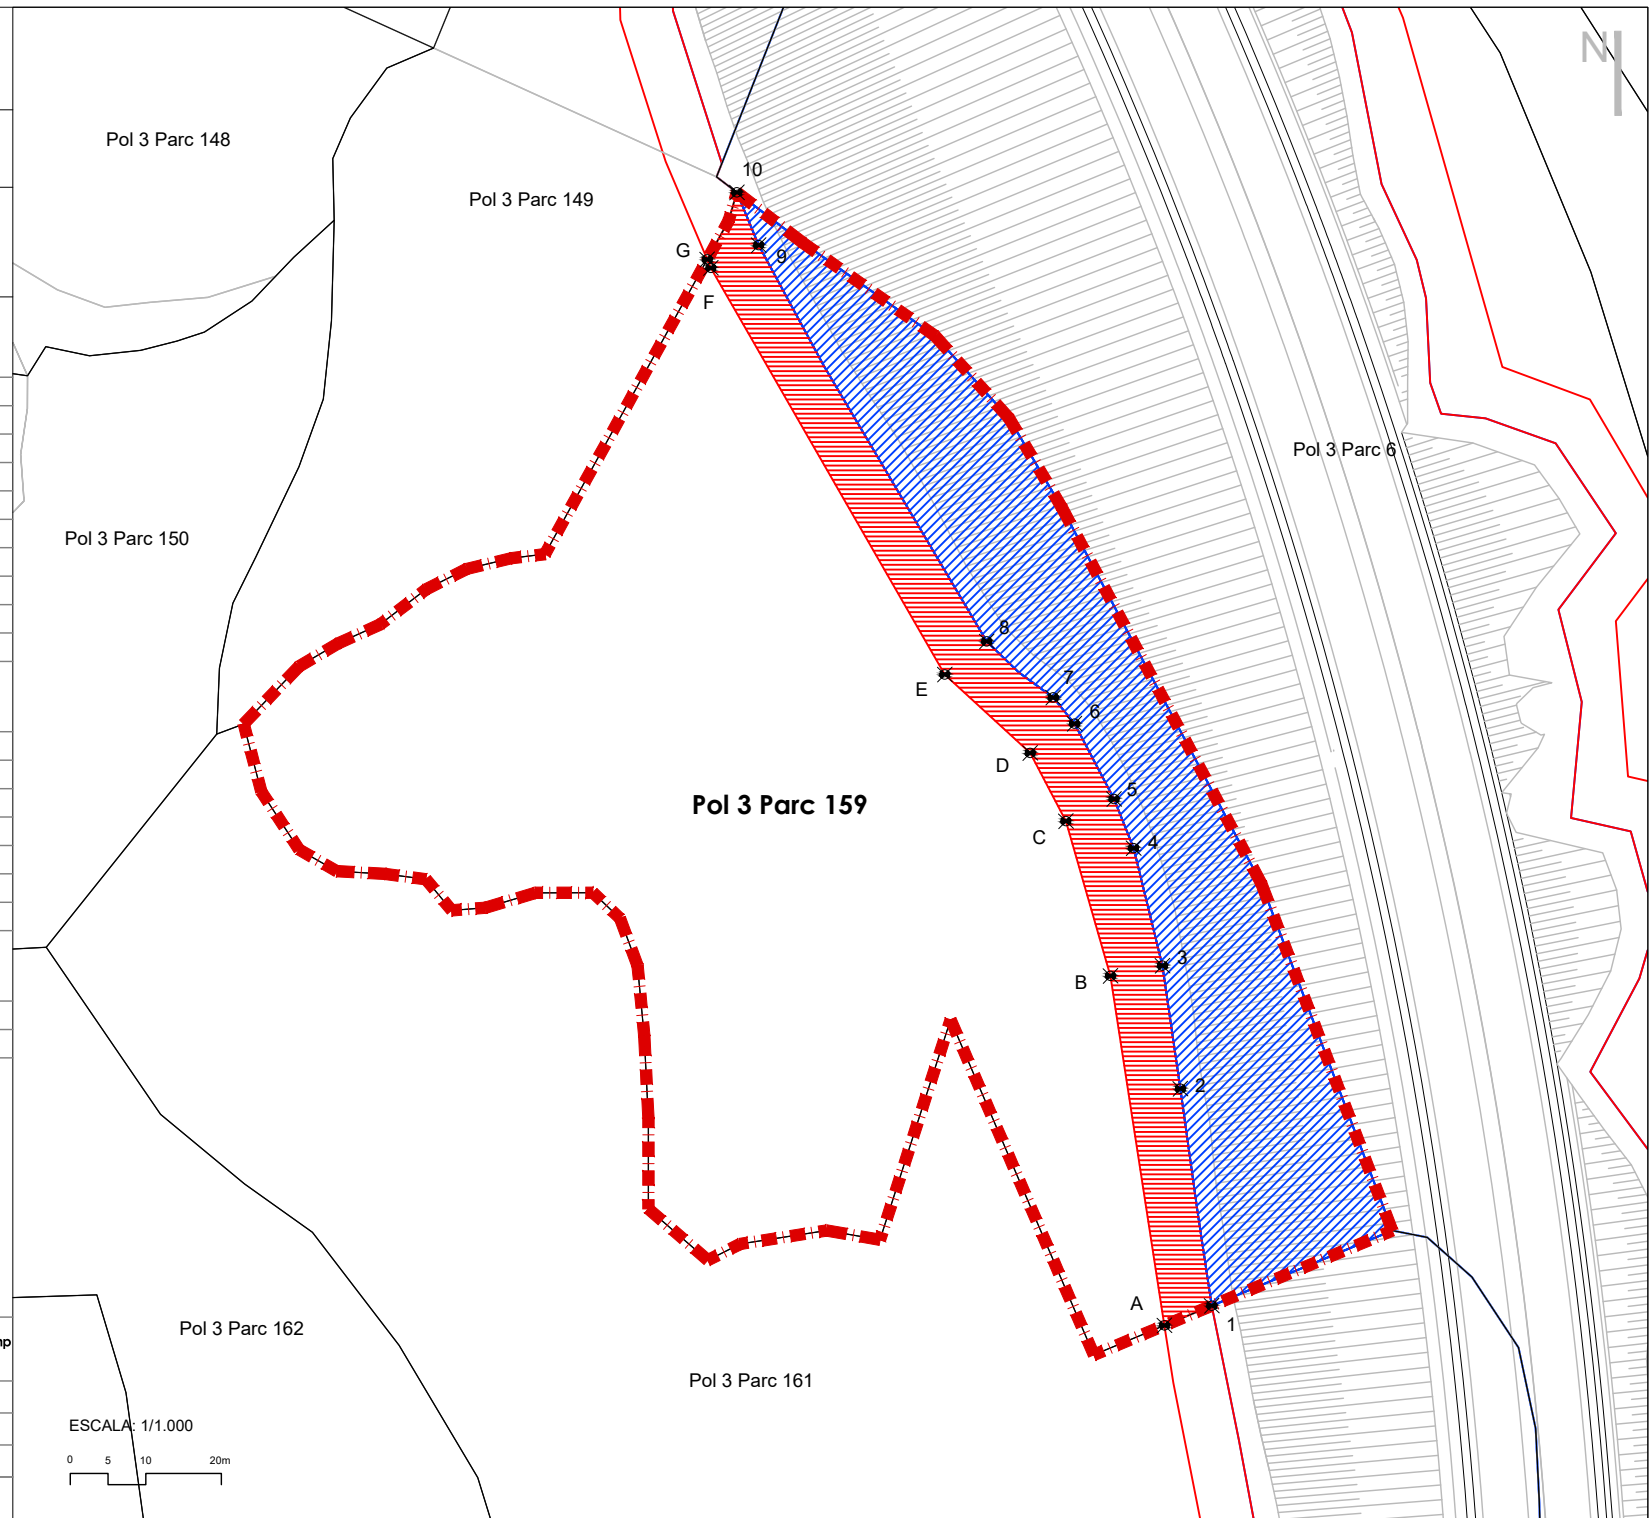 N
Pol 3 Parc 148
10
Pol 3 Parc 149
G
9
F
Pol 3 Parc 6
Pol 3 Parc 150
8
7
E
6
D
5
Pol 3 Parc 159
C
4
3
B
2
A
1
Pol 3 Parc 162
Pol 3 Parc 161
ESCALA: 1/1.000
0 5 10 20m